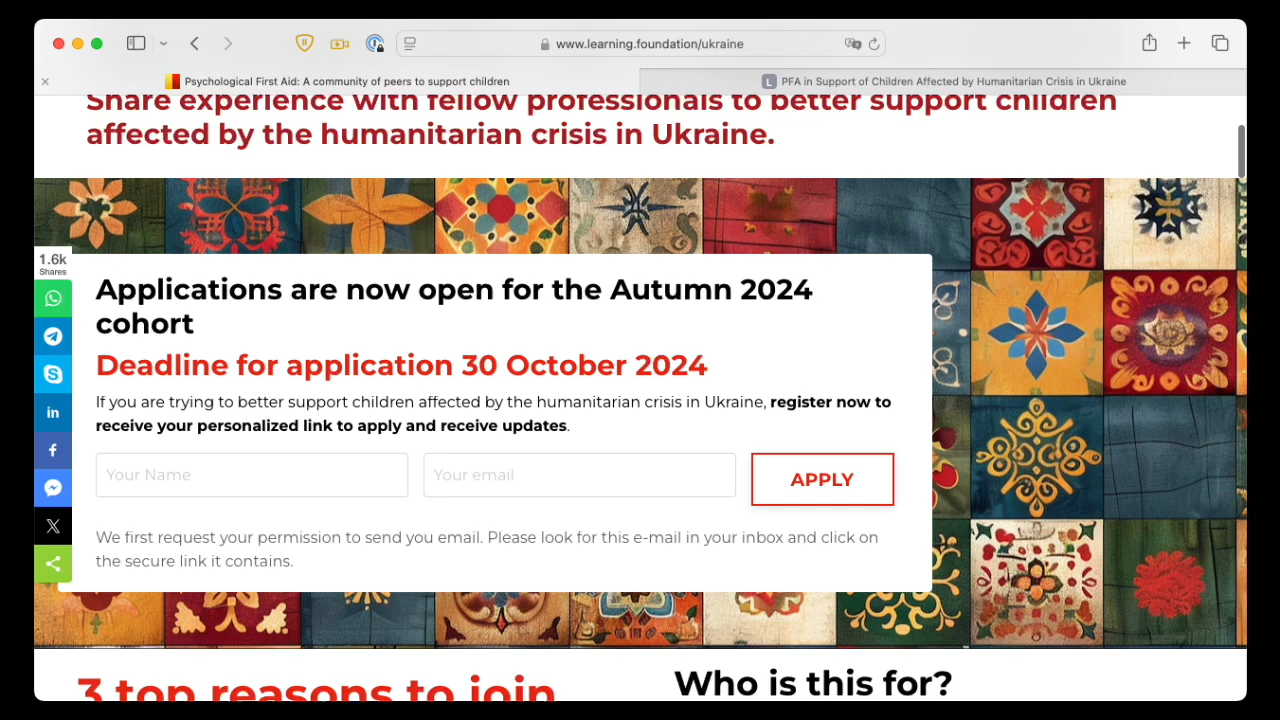 www.learning.foundation/ukraine
Psychological First Aid: A community of peers to support children
L PFA in Support of Children Affected by Humanitarian Crisis in Ukraine
Share experience with fellow professionals to better support children
affected by the humanitarian crisis in Ukraine.
1.6k
Shares
Applications are now open for the Autumn 2024
cohort
Deadline for application 30 October 2024
If you are trying to better support children affected by the humanitarian crisis in Ukraine, register now to
receive your personalized link to apply and receive updates.
Your Name
Your email
APPLY
We first request your permission to send you email. Please look for this e-mail in your inbox and click on
the secure link it contains.
3 top reasons to join
Who is this for?